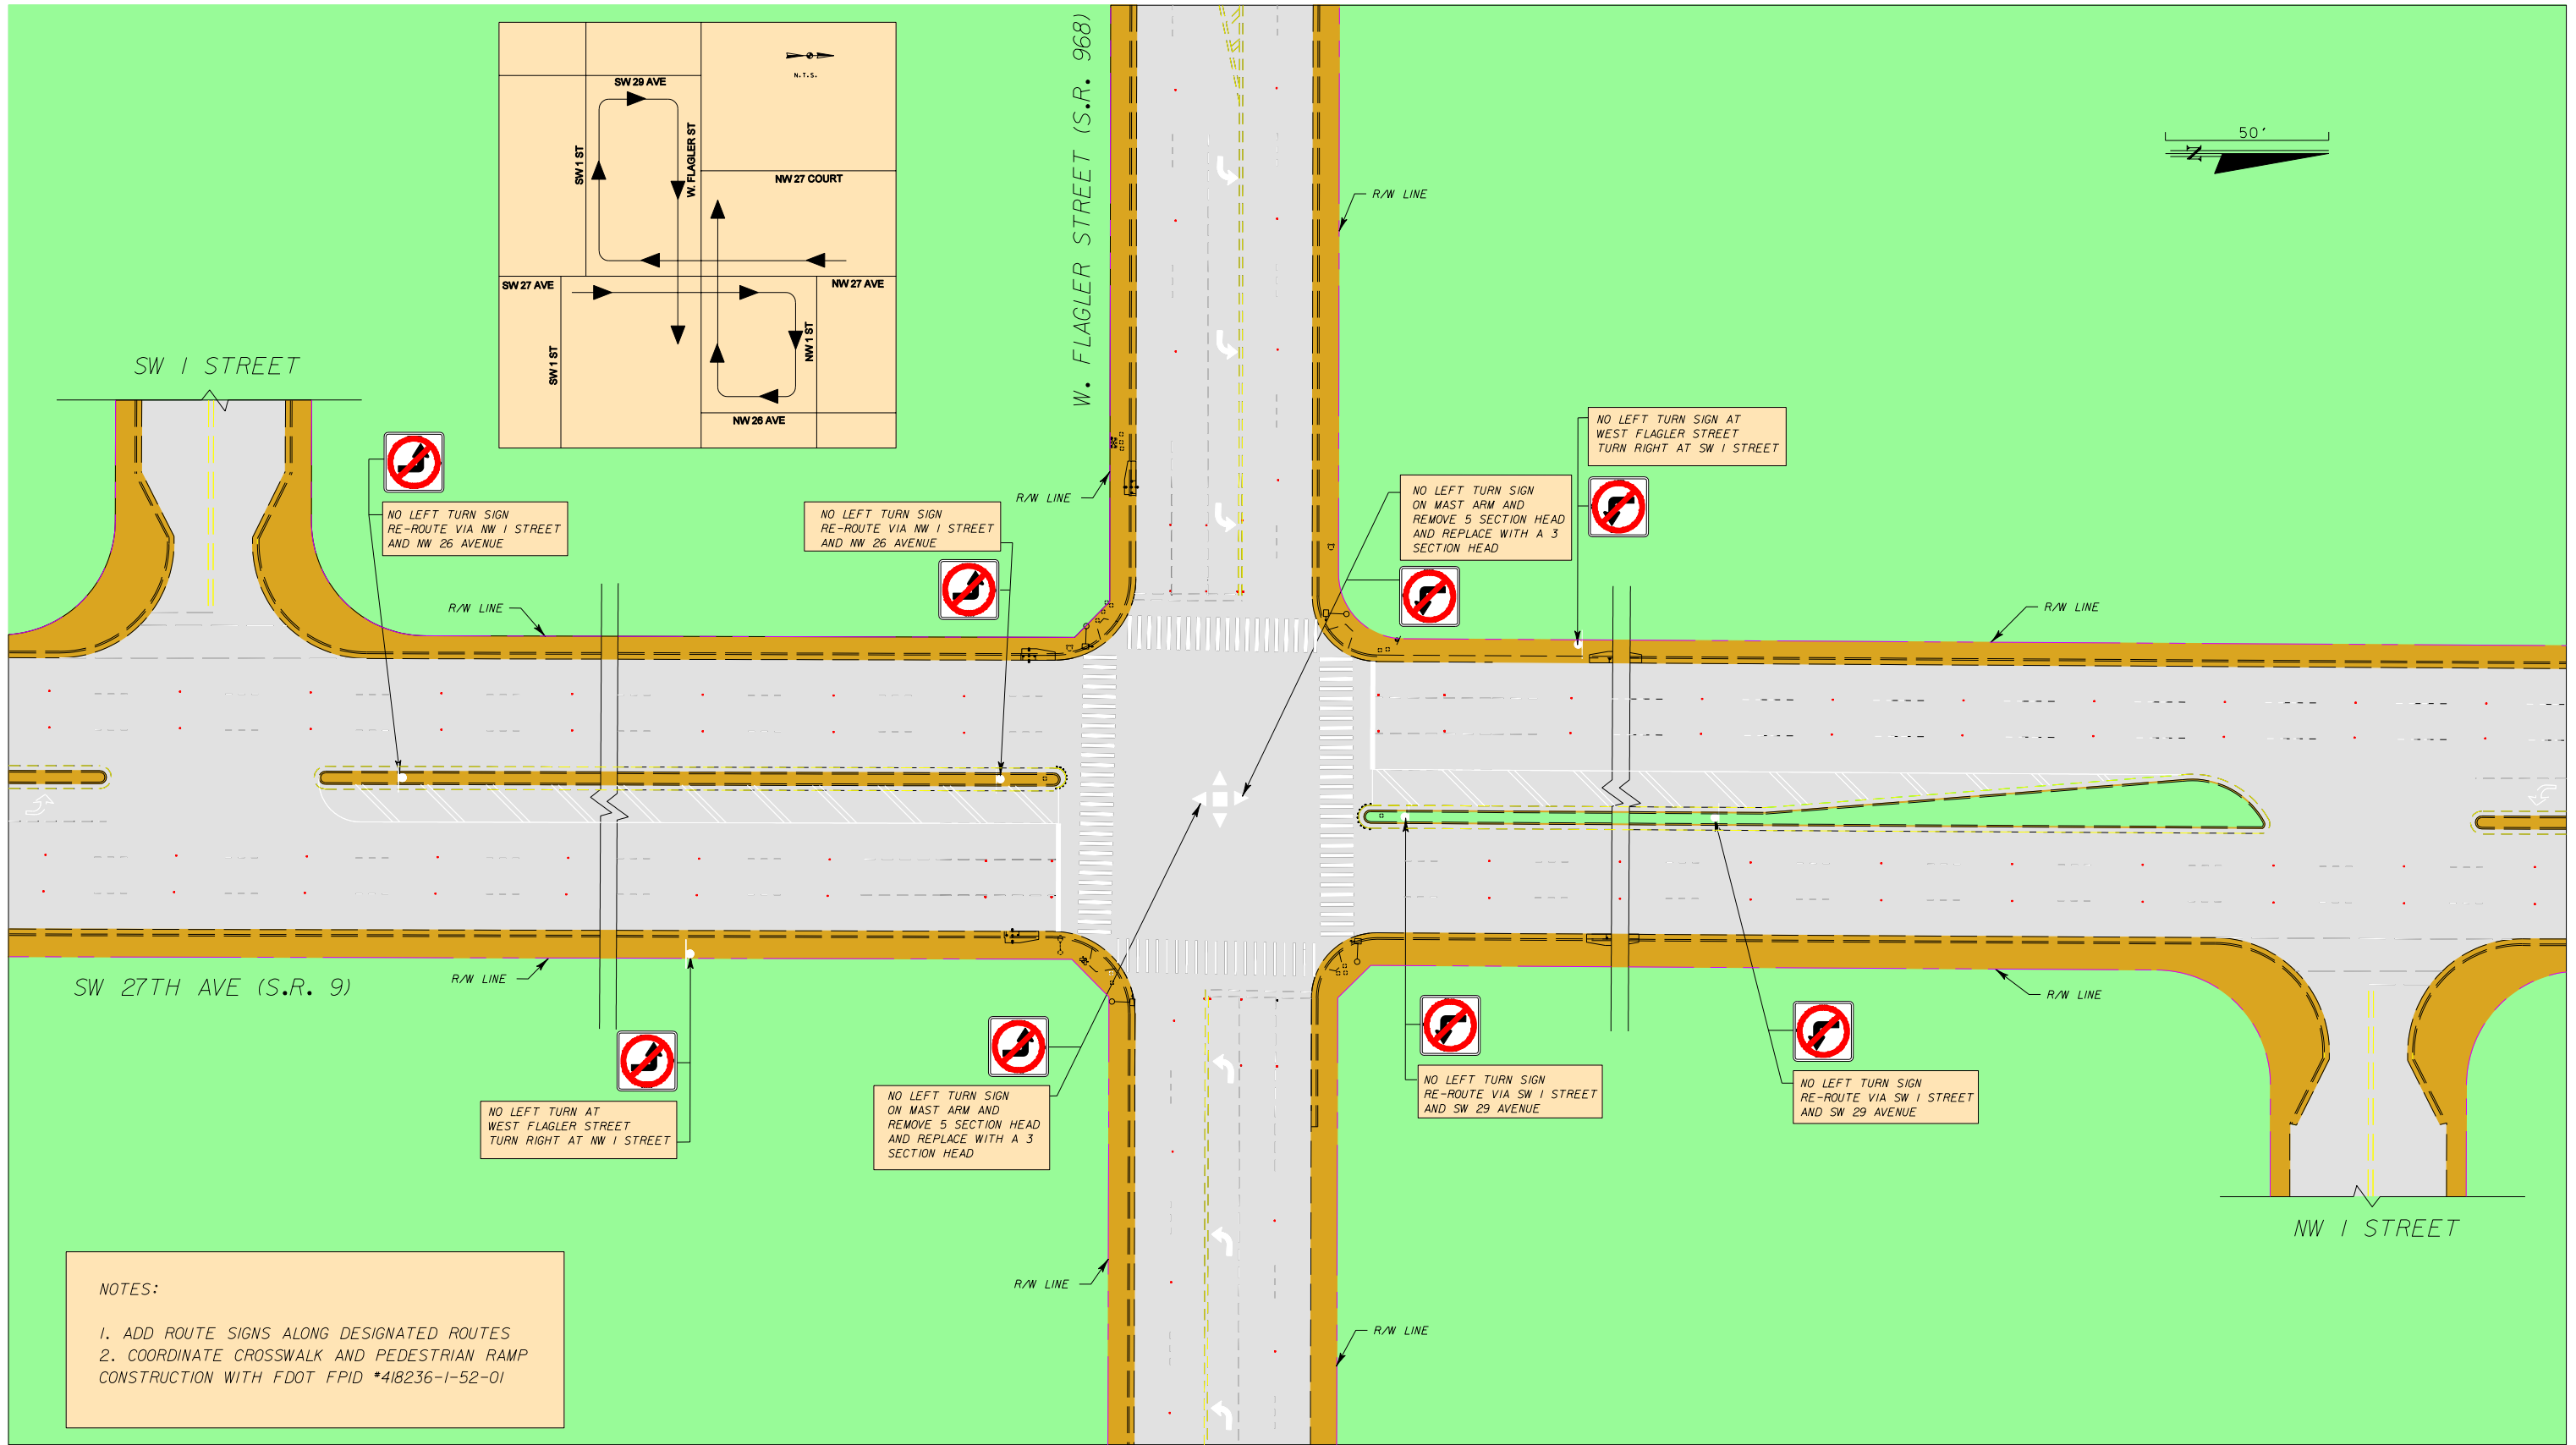 W. FLAGLER STREET (S.R. 968)
N.T.S.
SW 29 AVE
SW 1 ST
W. FLAGLER ST
NW 27 COURT
SW 27 AVE
NW 27 AVE
SW 1 ST
NW 1 ST
NW 26 AVE
50'
N
R/W LINE
SW 1 STREET
NO LEFT TURN SIGN
RE-ROUTE VIA NW 1 STREET
AND NW 26 AVENUE
R/W LINE
NO LEFT TURN SIGN
RE-ROUTE VIA NW 1 STREET
AND NW 26 AVENUE
R/W LINE
NO LEFT TURN SIGN
ON MAST ARM AND
REMOVE 5 SECTION HEAD
AND REPLACE WITH A 3
SECTION HEAD
NO LEFT TURN SIGN AT
WEST FLAGLER STREET
TURN RIGHT AT SW 1 STREET
R/W LINE
SW 27TH AVE (S.R. 9)
R/W LINE
R/W LINE
NO LEFT TURN AT
WEST FLAGLER STREET
TURN RIGHT AT NW 1 STREET
NO LEFT TURN SIGN
ON MAST ARM AND
REMOVE 5 SECTION HEAD
AND REPLACE WITH A 3
SECTION HEAD
NO LEFT TURN SIGN
RE-ROUTE VIA SW 1 STREET
AND SW 29 AVENUE
NO LEFT TURN SIGN
RE-ROUTE VIA SW 1 STREET
AND SW 29 AVENUE
NW 1 STREET
R/W LINE
R/W LINE
NOTES:
1. ADD ROUTE SIGNS ALONG DESIGNATED ROUTES
2. COORDINATE CROSSWALK AND PEDESTRIAN RAMP
CONSTRUCTION WITH FDOT FPID #418236-1-52-01